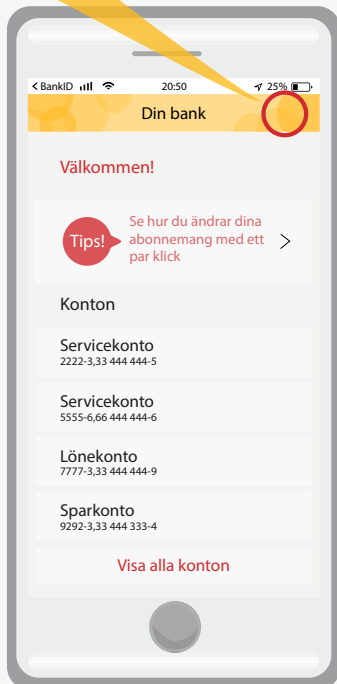 <BankID 20:50 25%
Din bank
Välkommen!
Tips!
Se hur du ändrar dina
abonnemang med ett
par klick
Konton
Servicekonto
2222-3,33 444 444-5
Servicekonto
5555-6,66 444 444-6
Lönekonto
7777-3,33 444 444-9
Sparkonto
9292-3,33 444 333-4
Visa alla konton